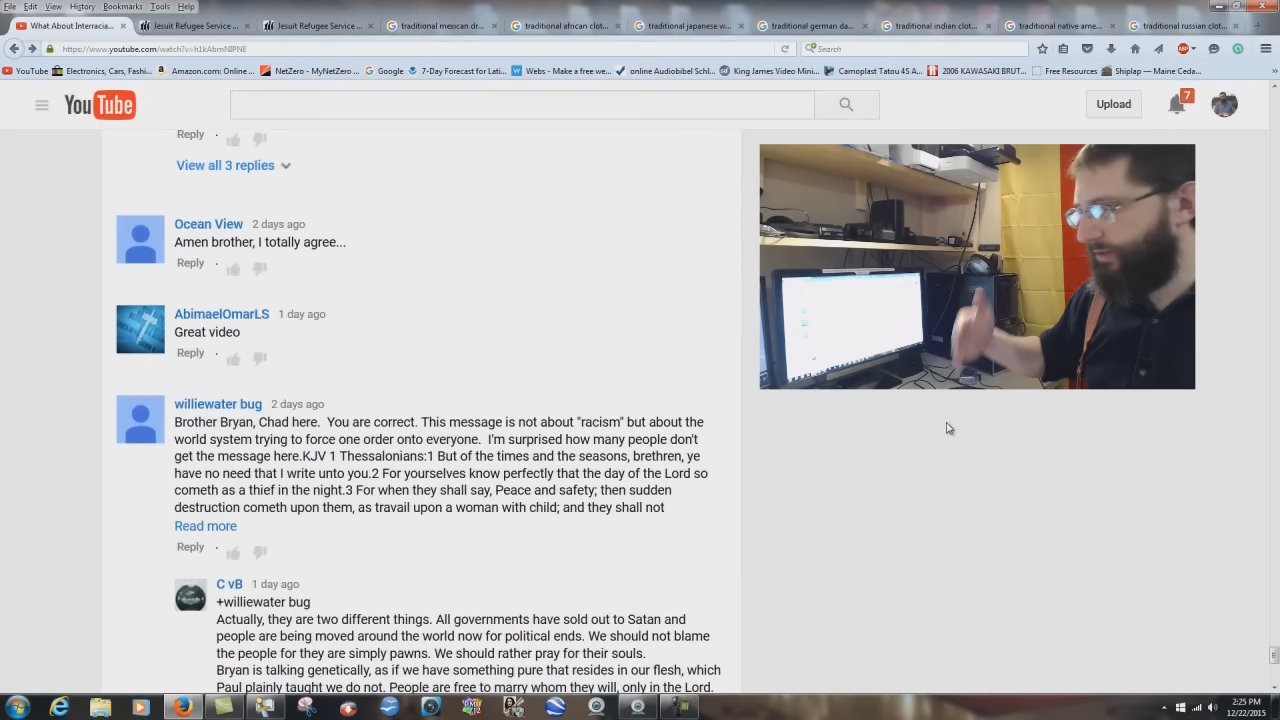 File Edit View History Bookmarks Tools Help
What About Interracia... Jesuit Refugee Service ... Jesuit Refugee Service ... traditional mexican dr... traditional african clot... traditional japanese w... traditional german da... traditional indian clot... traditional native ame... traditional russian clot...
Search
YouTube Electronics, Cars, Fashi... Amazon.com: Online ... NetZero - MyNetZero ... Google 7-Day Forecast for Lati... Webs - Make a free we... online Audiobibel Schl... King James Video Mini... Camoplast Tatou 4S A... 2006 KAWASAKI BRUT... Free Resources Shiplap — Maine Ceda...
YouTube Upload 7
Reply ·
View all 3 replies
Ocean View 2 days ago
Amen brother, I totally agree...
Reply ·
AbimaelOmarLS 1 day ago
Great video
Reply ·
williewater bug 2 days ago
Brother Bryan, Chad here. You are correct. This message is not about "racism" but about the
world system trying to force one order onto everyone. I'm surprised how many people don't
get the message here.KJV 1 Thessalonians:1 But of the times and the seasons, brethren, ye
have no need that I write unto you.2 For yourselves know perfectly that the day of the Lord so
cometh as a thief in the night.3 For when they shall say, Peace and safety; then sudden
destruction cometh upon them, as travail upon a woman with child; and they shall not
Read more
Reply ·
C vB 1 day ago
+williewater bug
Actually, they are two different things. All governments have sold out to Satan and
people are being moved around the world now for political ends. We should not blame
the people for they are simply pawns. We should rather pray for their souls.
Bryan is talking genetically, as if we have something pure that resides in our flesh, which
Paul plainly taught we do not. People are free to marry whom they will, only in the Lord.
2:25 PM
12/22/2015